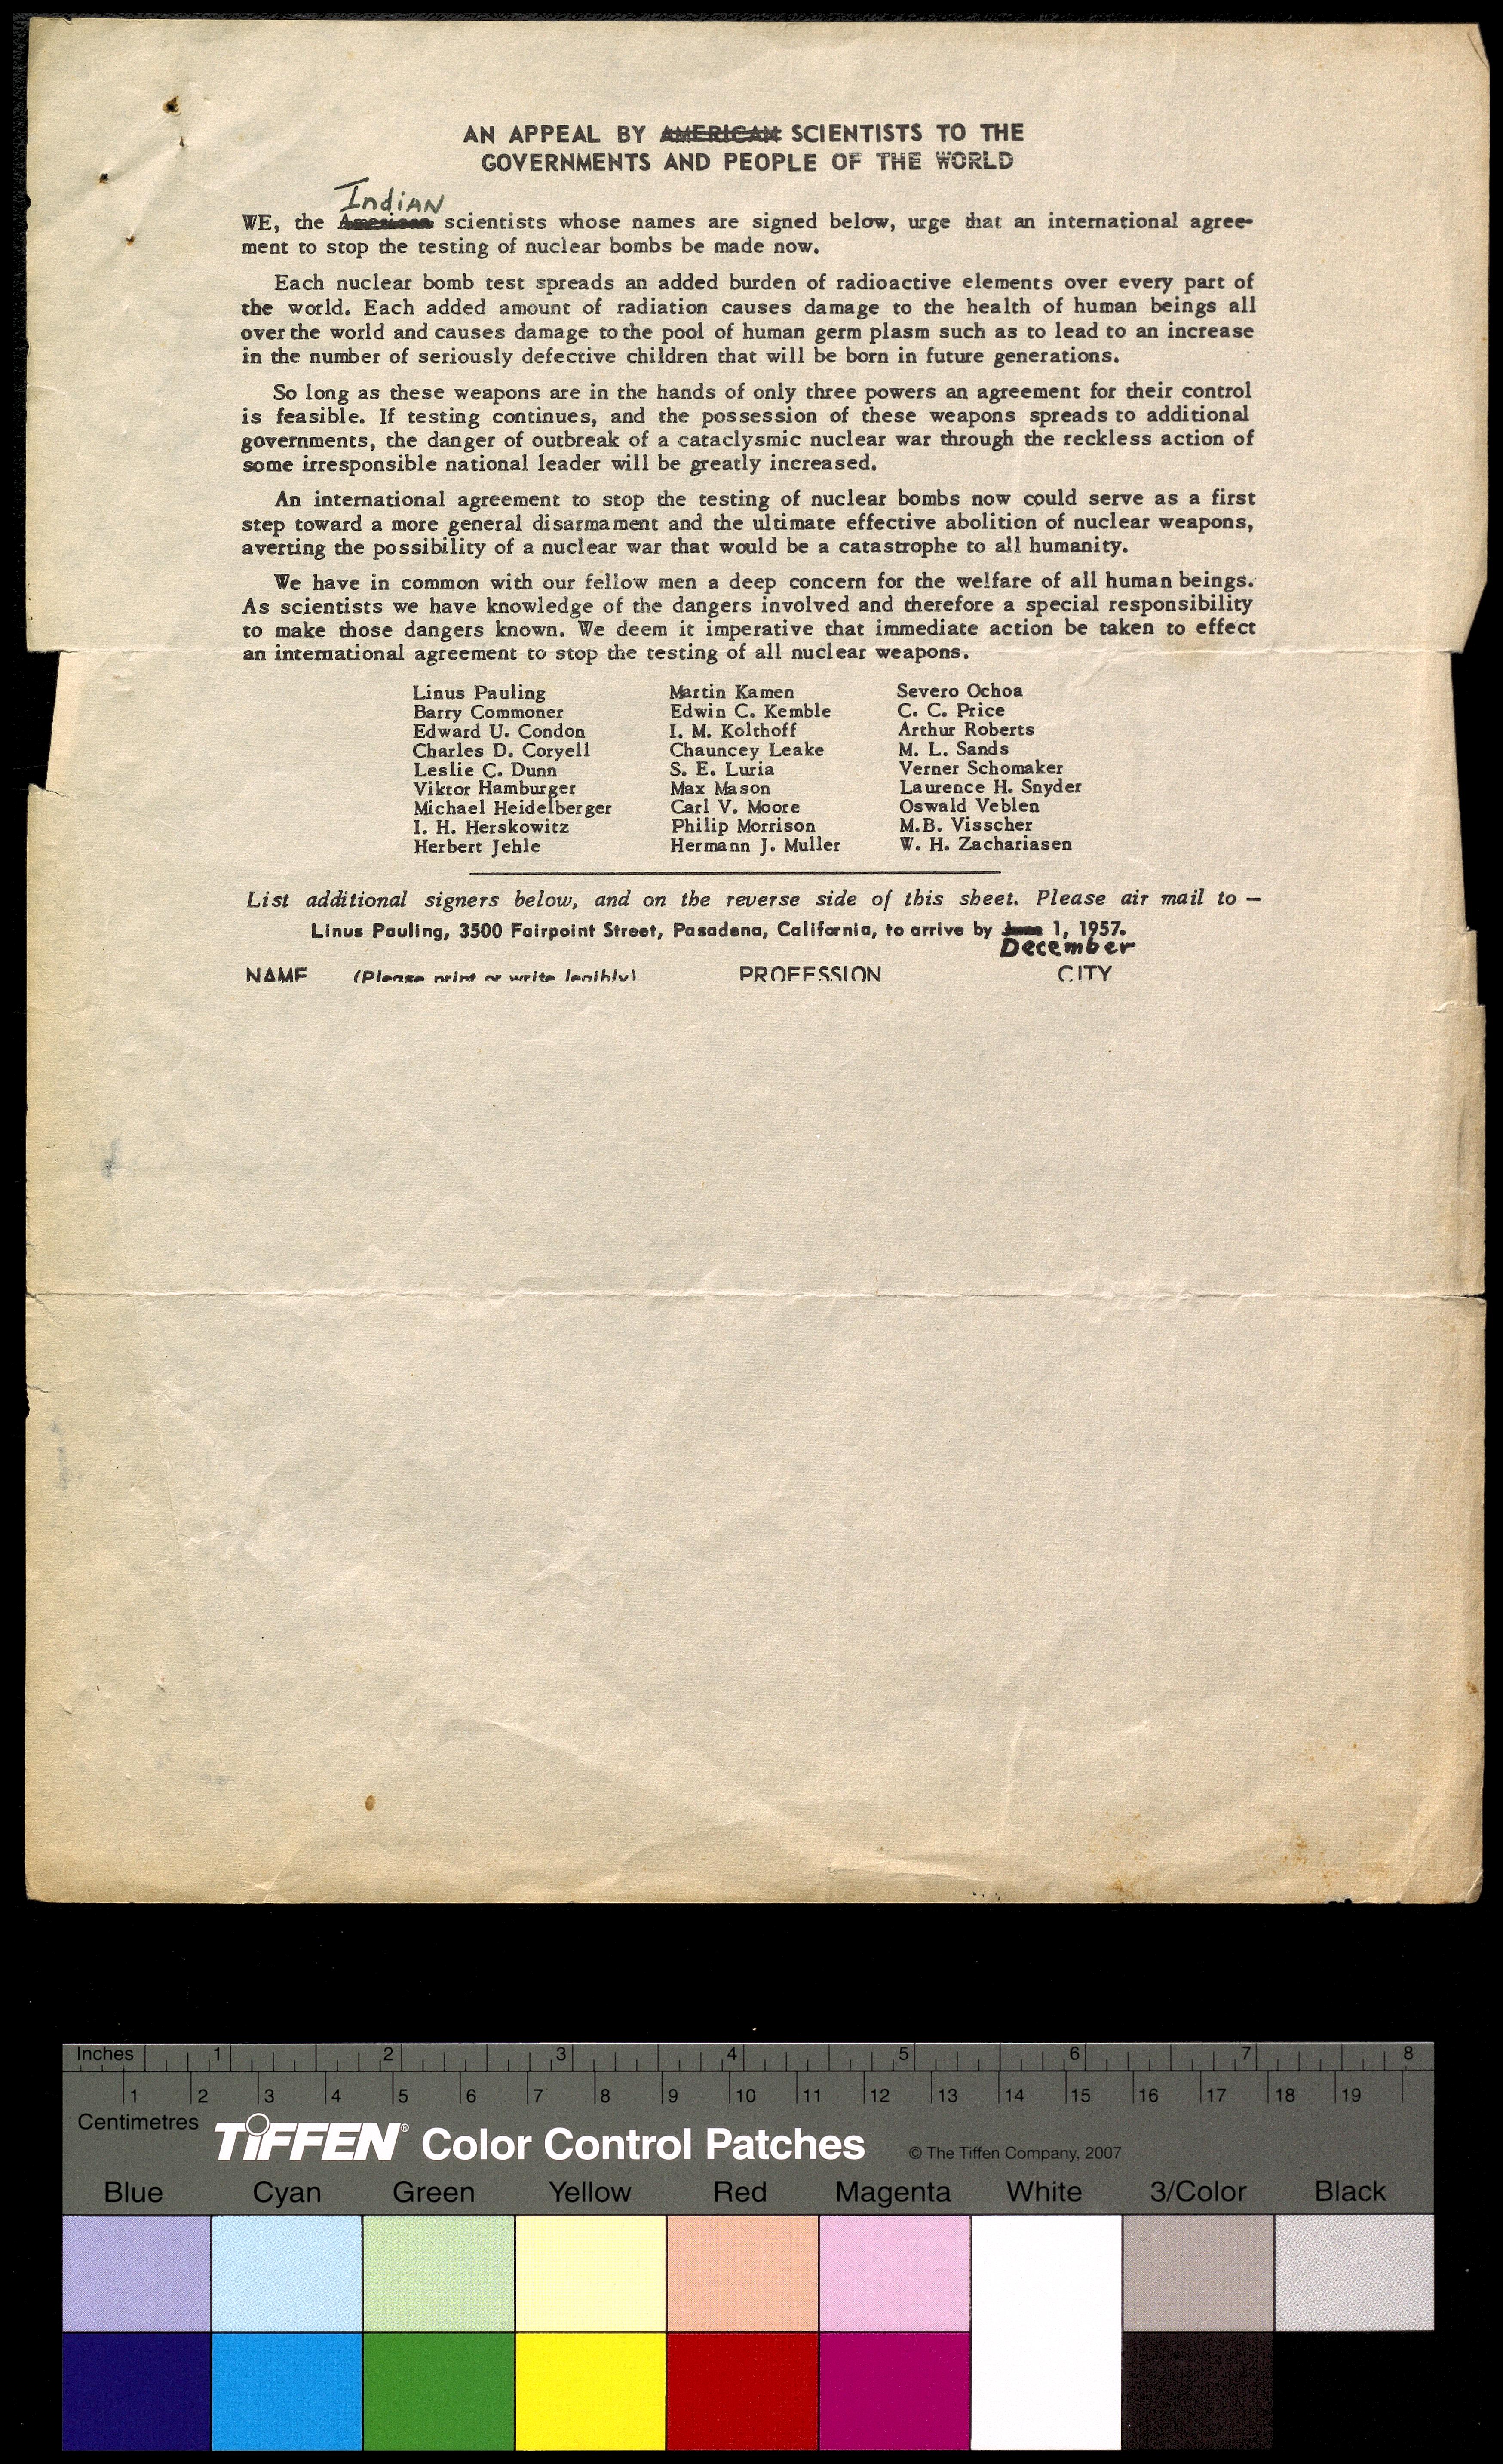 AN APPEAL BY AMERICAN SCIENTISTS TO THE
GOVERNMENTS AND PEOPLE OF THE WORLD
Indian
WE, the American scientists whose names are signed below, urge that an international agree-
ment to stop the testing of nuclear bombs be made now.
Each nuclear bomb test spreads an added burden of radioactive elements over every part of
the world. Each added amount of radiation causes damage to the health of human beings all
over the world and causes damage to the pool of human germ plasm such as to lead to an increase
in the number of seriously defective children that will be born in future generations.
So long as these weapons are in the hands of only three powers an agreement for their control
is feasible. If testing continues, and the possession of these weapons spreads to additional
governments, the danger of outbreak of a cataclysmic nuclear war through the reckless action of
some irresponsible national leader will be greatly increased.
An international agreement to stop the testing of nuclear bombs now could serve as a first
step toward a more general disarmament and the ultimate effective abolition of nuclear weapons,
averting the possibility of a nuclear war that would be a catastrophe to all humanity.
We have in common with our fellow men a deep concern for the welfare of all human beings.
As scientists we have knowledge of the dangers involved and therefore a special responsibility
to make those dangers known. We deem it imperative that immediate action be taken to effect
an international agreement to stop the testing of all nuclear weapons.
Linus Pauling Martin Kamen Severo Ochoa
Barry Commoner Edwin C. Kemble C. C. Price
Edward U. Condon I. M. Kolthoff Arthur Roberts
Charles D. Coryell Chauncey Leake M. L. Sands
Leslie C. Dunn S. E. Luria Verner Schomaker
Viktor Hamburger Max Mason Laurence H. Snyder
Michael Heidelberger Carl V. Moore Oswald Veblen
I. H. Herskowitz Philip Morrison M.B. Visscher
Herbert Jehle Hermann J. Muller W. H. Zachariasen
List additional signers below, and on the reverse side of this sheet. Please air mail to —
Linus Pauling, 3500 Fairpoint Street, Pasadena, California, to arrive by June 1, 1957.
December
NAME (Please print or write legibly) PROFESSION CITY
Inches 1 2 3 4 5 6 7 8
1 2 3 4 5 6 7 8 9 10 11 12 13 14 15 16 17 18 19
Centimetres
TIFFEN® Color Control Patches © The Tiffen Company, 2007
Blue Cyan Green Yellow Red Magenta White 3/Color Black